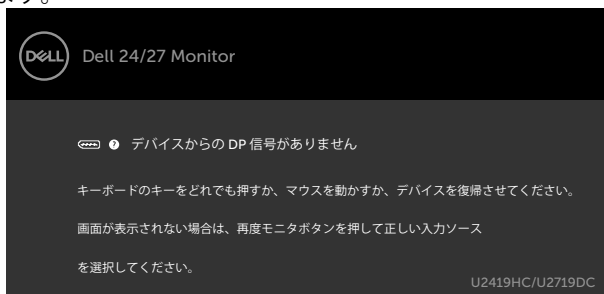 ます。
DELL
Dell 24/27 Monitor
デバイスからの DP 信号がありません
キーボードのキーをどれでも押すか、マウスを動かすか、デバイスを復帰させてください。
画面が表示されない場合は、再度モニタボタンを押して正しい入力ソース
を選択してください。
U2419HC/U2719DC